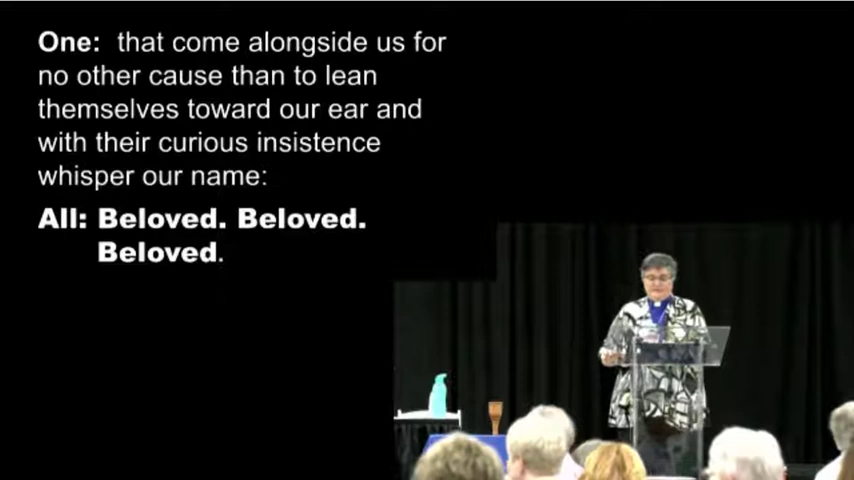 One: that come alongside us for
no other cause than to lean
themselves toward our ear and
with their curious insistence
whisper our name:
All: Beloved. Beloved.
Beloved.